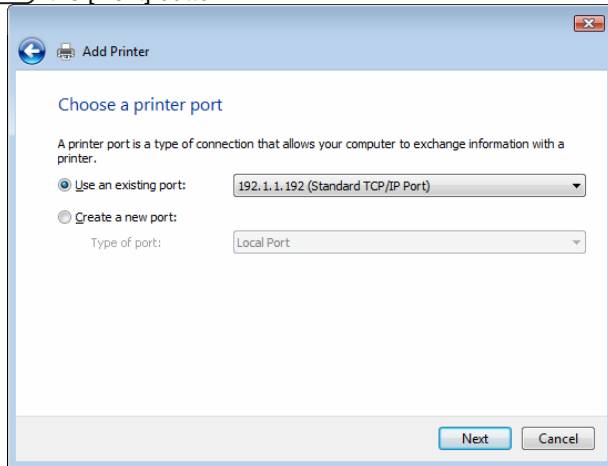 Add Printer
Choose a printer port
A printer port is a type of connection that allows your computer to exchange information with a
printer.
Use an existing port: 192.1.1.192 (Standard TCP/IP Port)
Create a new port:
Type of port: Local Port
Next Cancel